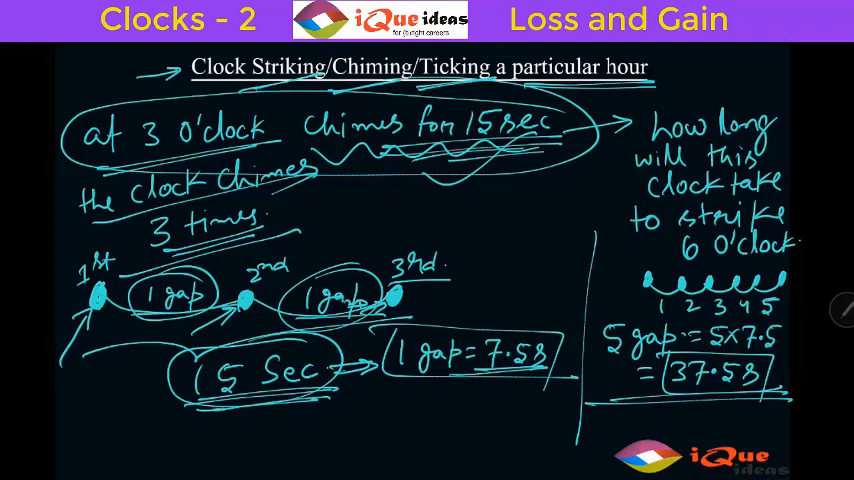 Clocks - 2
iQue ideas
for (b)right careers
Loss and Gain
Clock Striking/Chiming/Ticking a particular hour
at 3 O'clock chimes for 15 sec
the clock chimes
3 times.
1st
2nd
3rd.
1 gap
1 gap
15 Sec
1 gap = 7.5s
how long
will this
clock take
to strike
6 O'clock.
1 2 3 4 5
5 gap = 5x7.5
= 37.5s
iQue
ideas